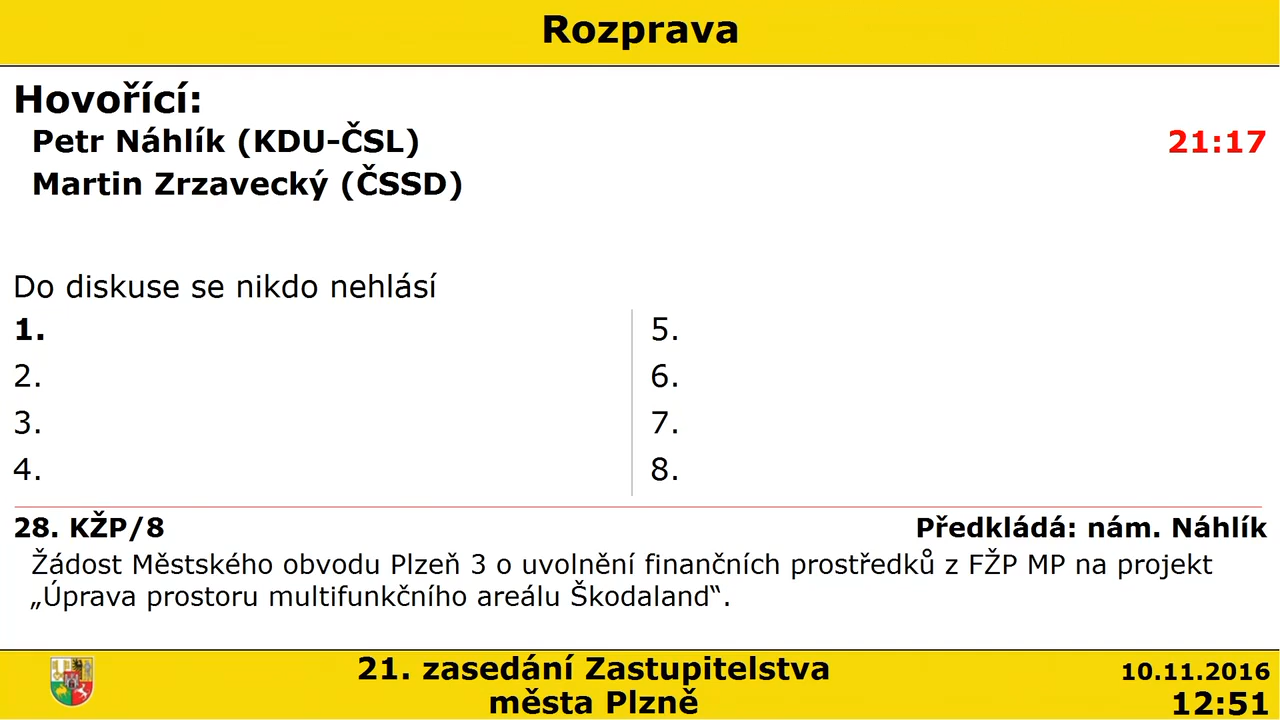 Rozprava
Hovořící:
Petr Náhlík (KDU-ČSL) 21:17
Martin Zrzavecký (ČSSD)
Do diskuse se nikdo nehlásí
1. 5.
2. 6.
3. 7.
4. 8.
28. KŽP/8 Předkládá: nám. Náhlík
Žádost Městského obvodu Plzeň 3 o uvolnění finančních prostředků z FŽP MP na projekt
„Úprava prostoru multifunkčního areálu Škodaland“.
21. zasedání Zastupitelstva 10.11.2016
města Plzně 12:51